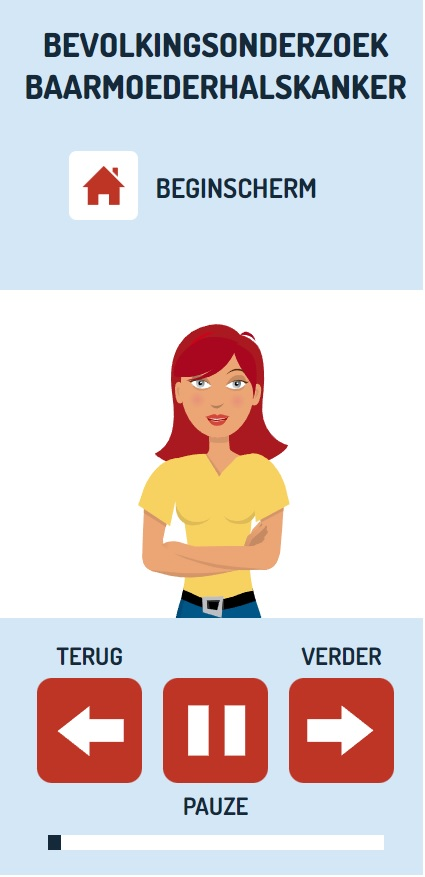 BEVOLKINGSONDERZOEK
BAARMOEDERHALSKANKER
BEGINSCHERM
TERUG
VERDER
PAUZE